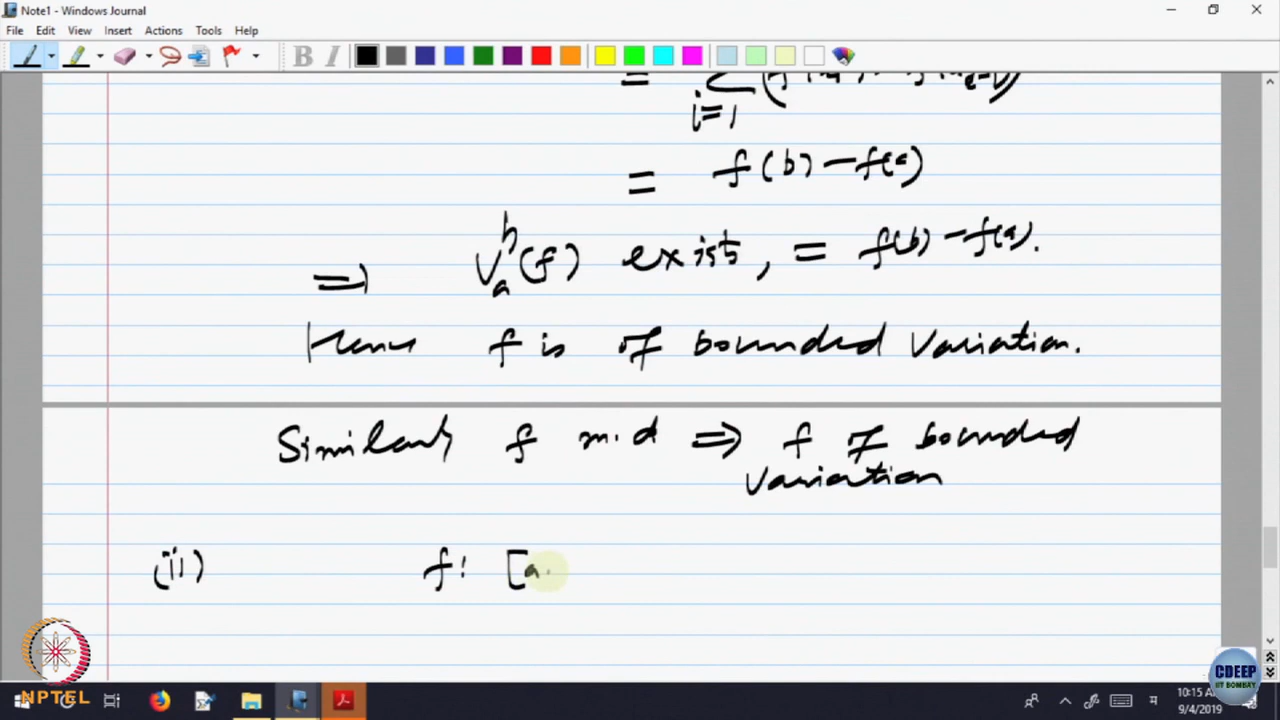 Note1 - Windows Journal
File Edit View Insert Actions Tools Help
B I
= Σ i=1
= f(b) - f(a)
⇒ V_a^b(f) exists, = f(b) - f(a).
Hence f is of bounded variation.
Similarly f m.d ⇒ f of bounded
variation
(ii) f: [a,
NPTEL
CDEEP
IIT BOMBAY
10:15 A
9/4/2019